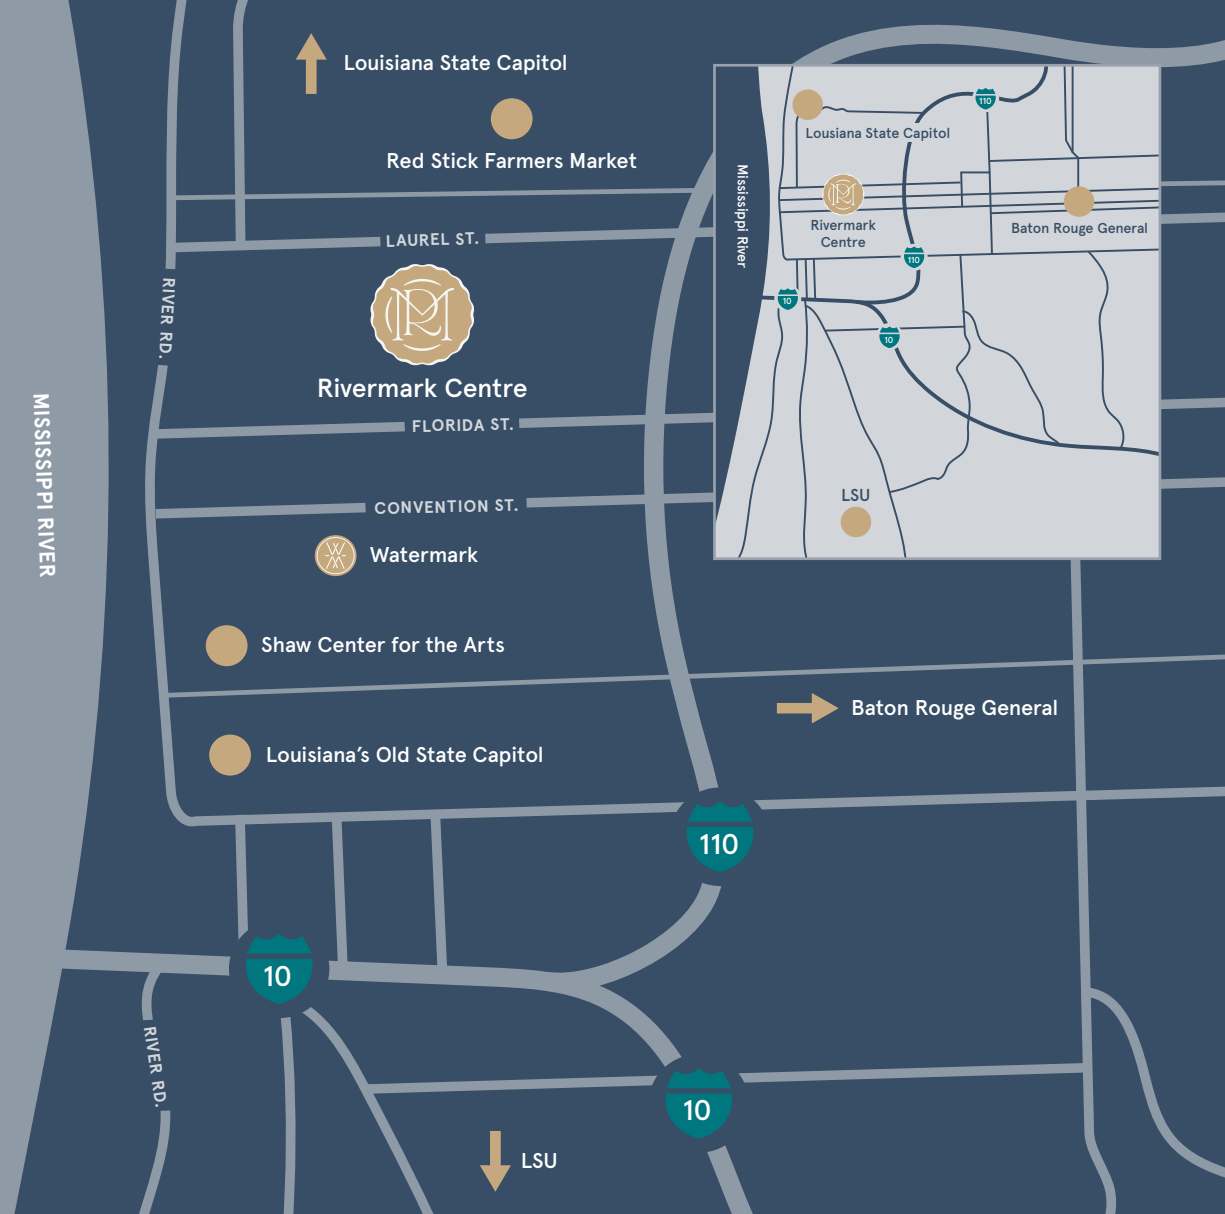 Louisiana State Capitol
Red Stick Farmers Market
LAUREL ST.
RIVER RD.
RM
Rivermark Centre
FLORIDA ST.
MISSISSIPPI RIVER
CONVENTION ST.
Watermark
Shaw Center for the Arts
Baton Rouge General
Louisiana’s Old State Capitol
110
10
RIVER RD.
10
LSU
110
Lousiana State Capitol
Mississippi River
RM
Rivermark
Centre
Baton Rouge General
110
10
10
LSU